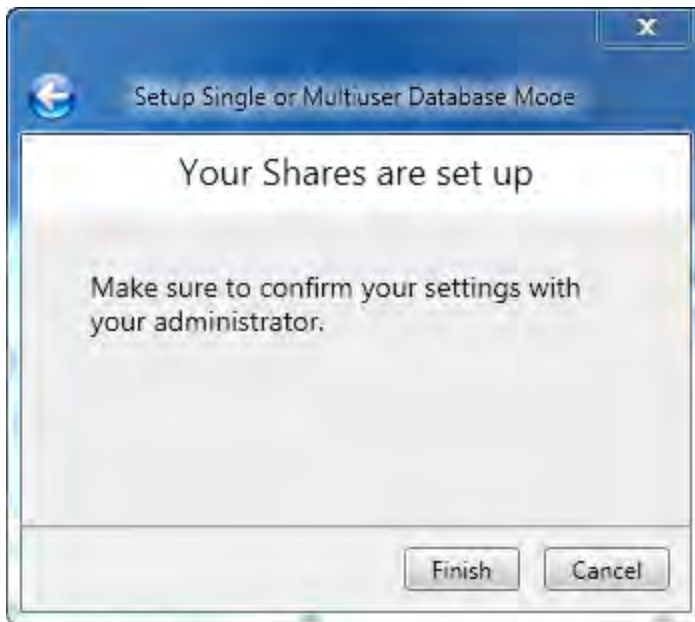 x
Setup Single or Multiuser Database Mode
Your Shares are set up
Make sure to confirm your settings with
your administrator.
Finish Cancel